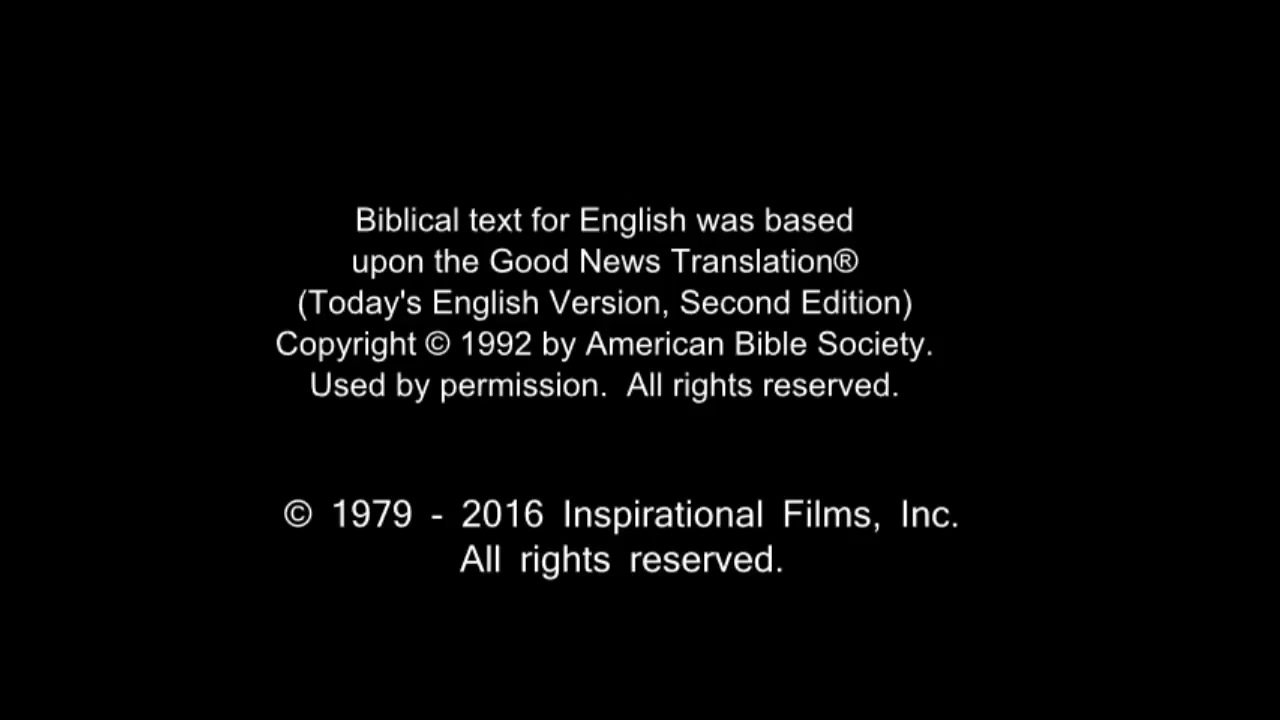 Biblical text for English was based
upon the Good News Translation®
(Today's English Version, Second Edition)
Copyright © 1992 by American Bible Society.
Used by permission.  All rights reserved.
© 1979 - 2016 Inspirational Films, Inc.
All rights reserved.